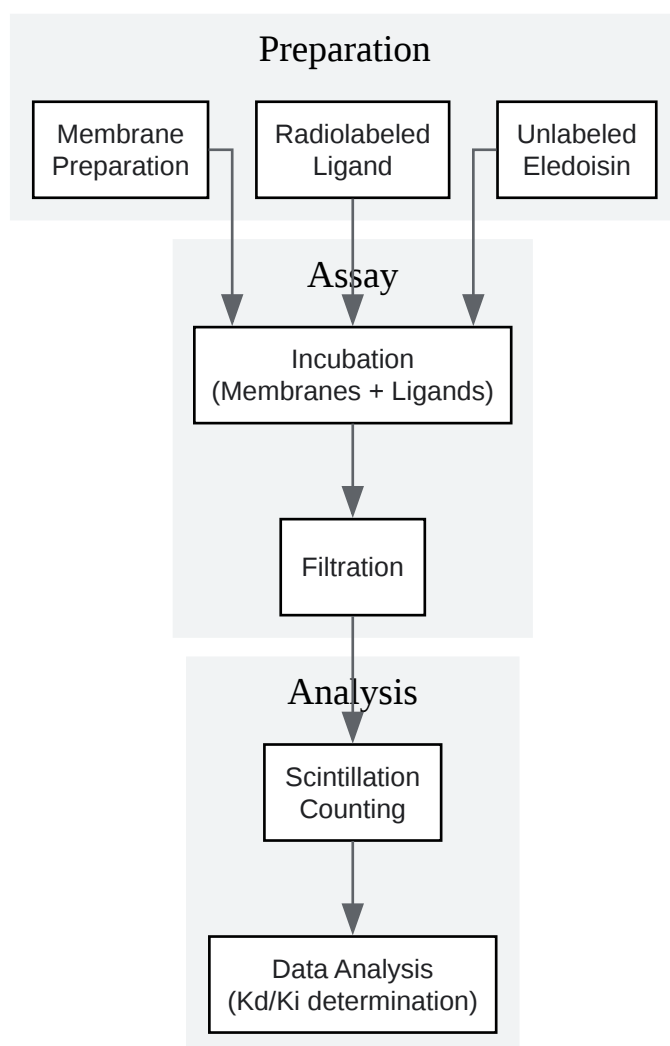 Preparation
Membrane
Preparation
Radiolabeled
Ligand
Unlabeled
Eledoisin
Assay
Incubation
(Membranes + Ligands)
Filtration
Analysis
Scintillation
Counting
Data Analysis
(Kd/Ki determination)